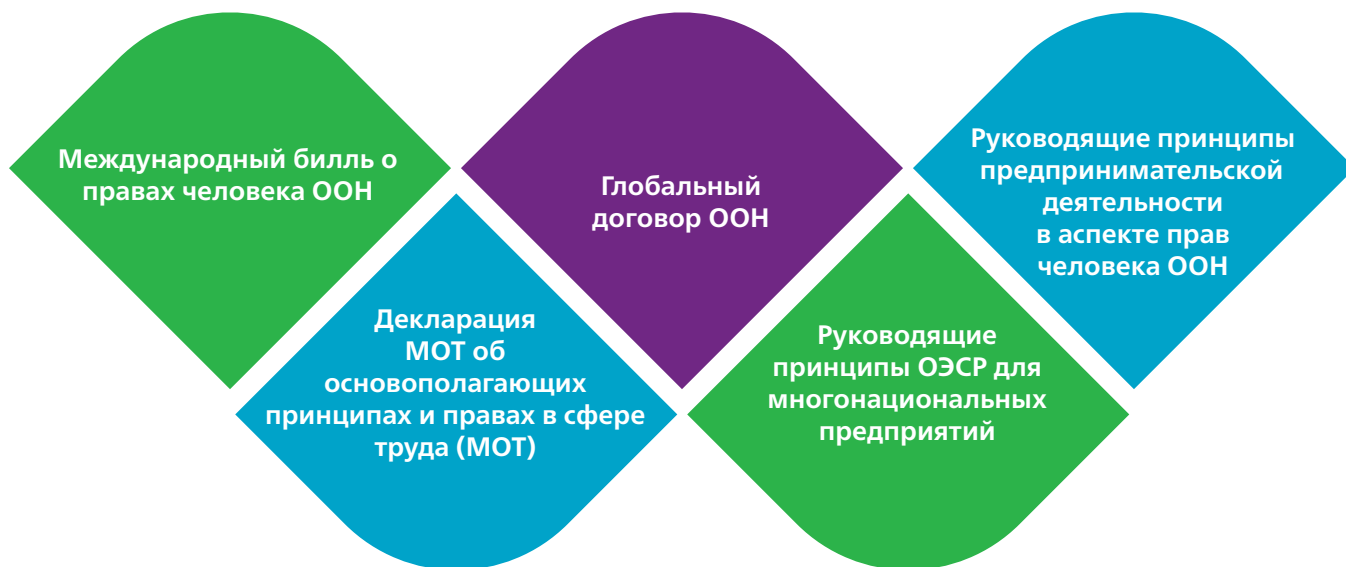 Международный билль о
правах человека ООН
Декларация
МОТ об
основополагающих
принципах и правах в сфере
труда (МОТ)
Глобальный
договор ООН
Руководящие
принципы ОЭСР для
многонациональных
предприятий
Руководящие принципы
предпринимательской
деятельности
в аспекте прав
человека ООН